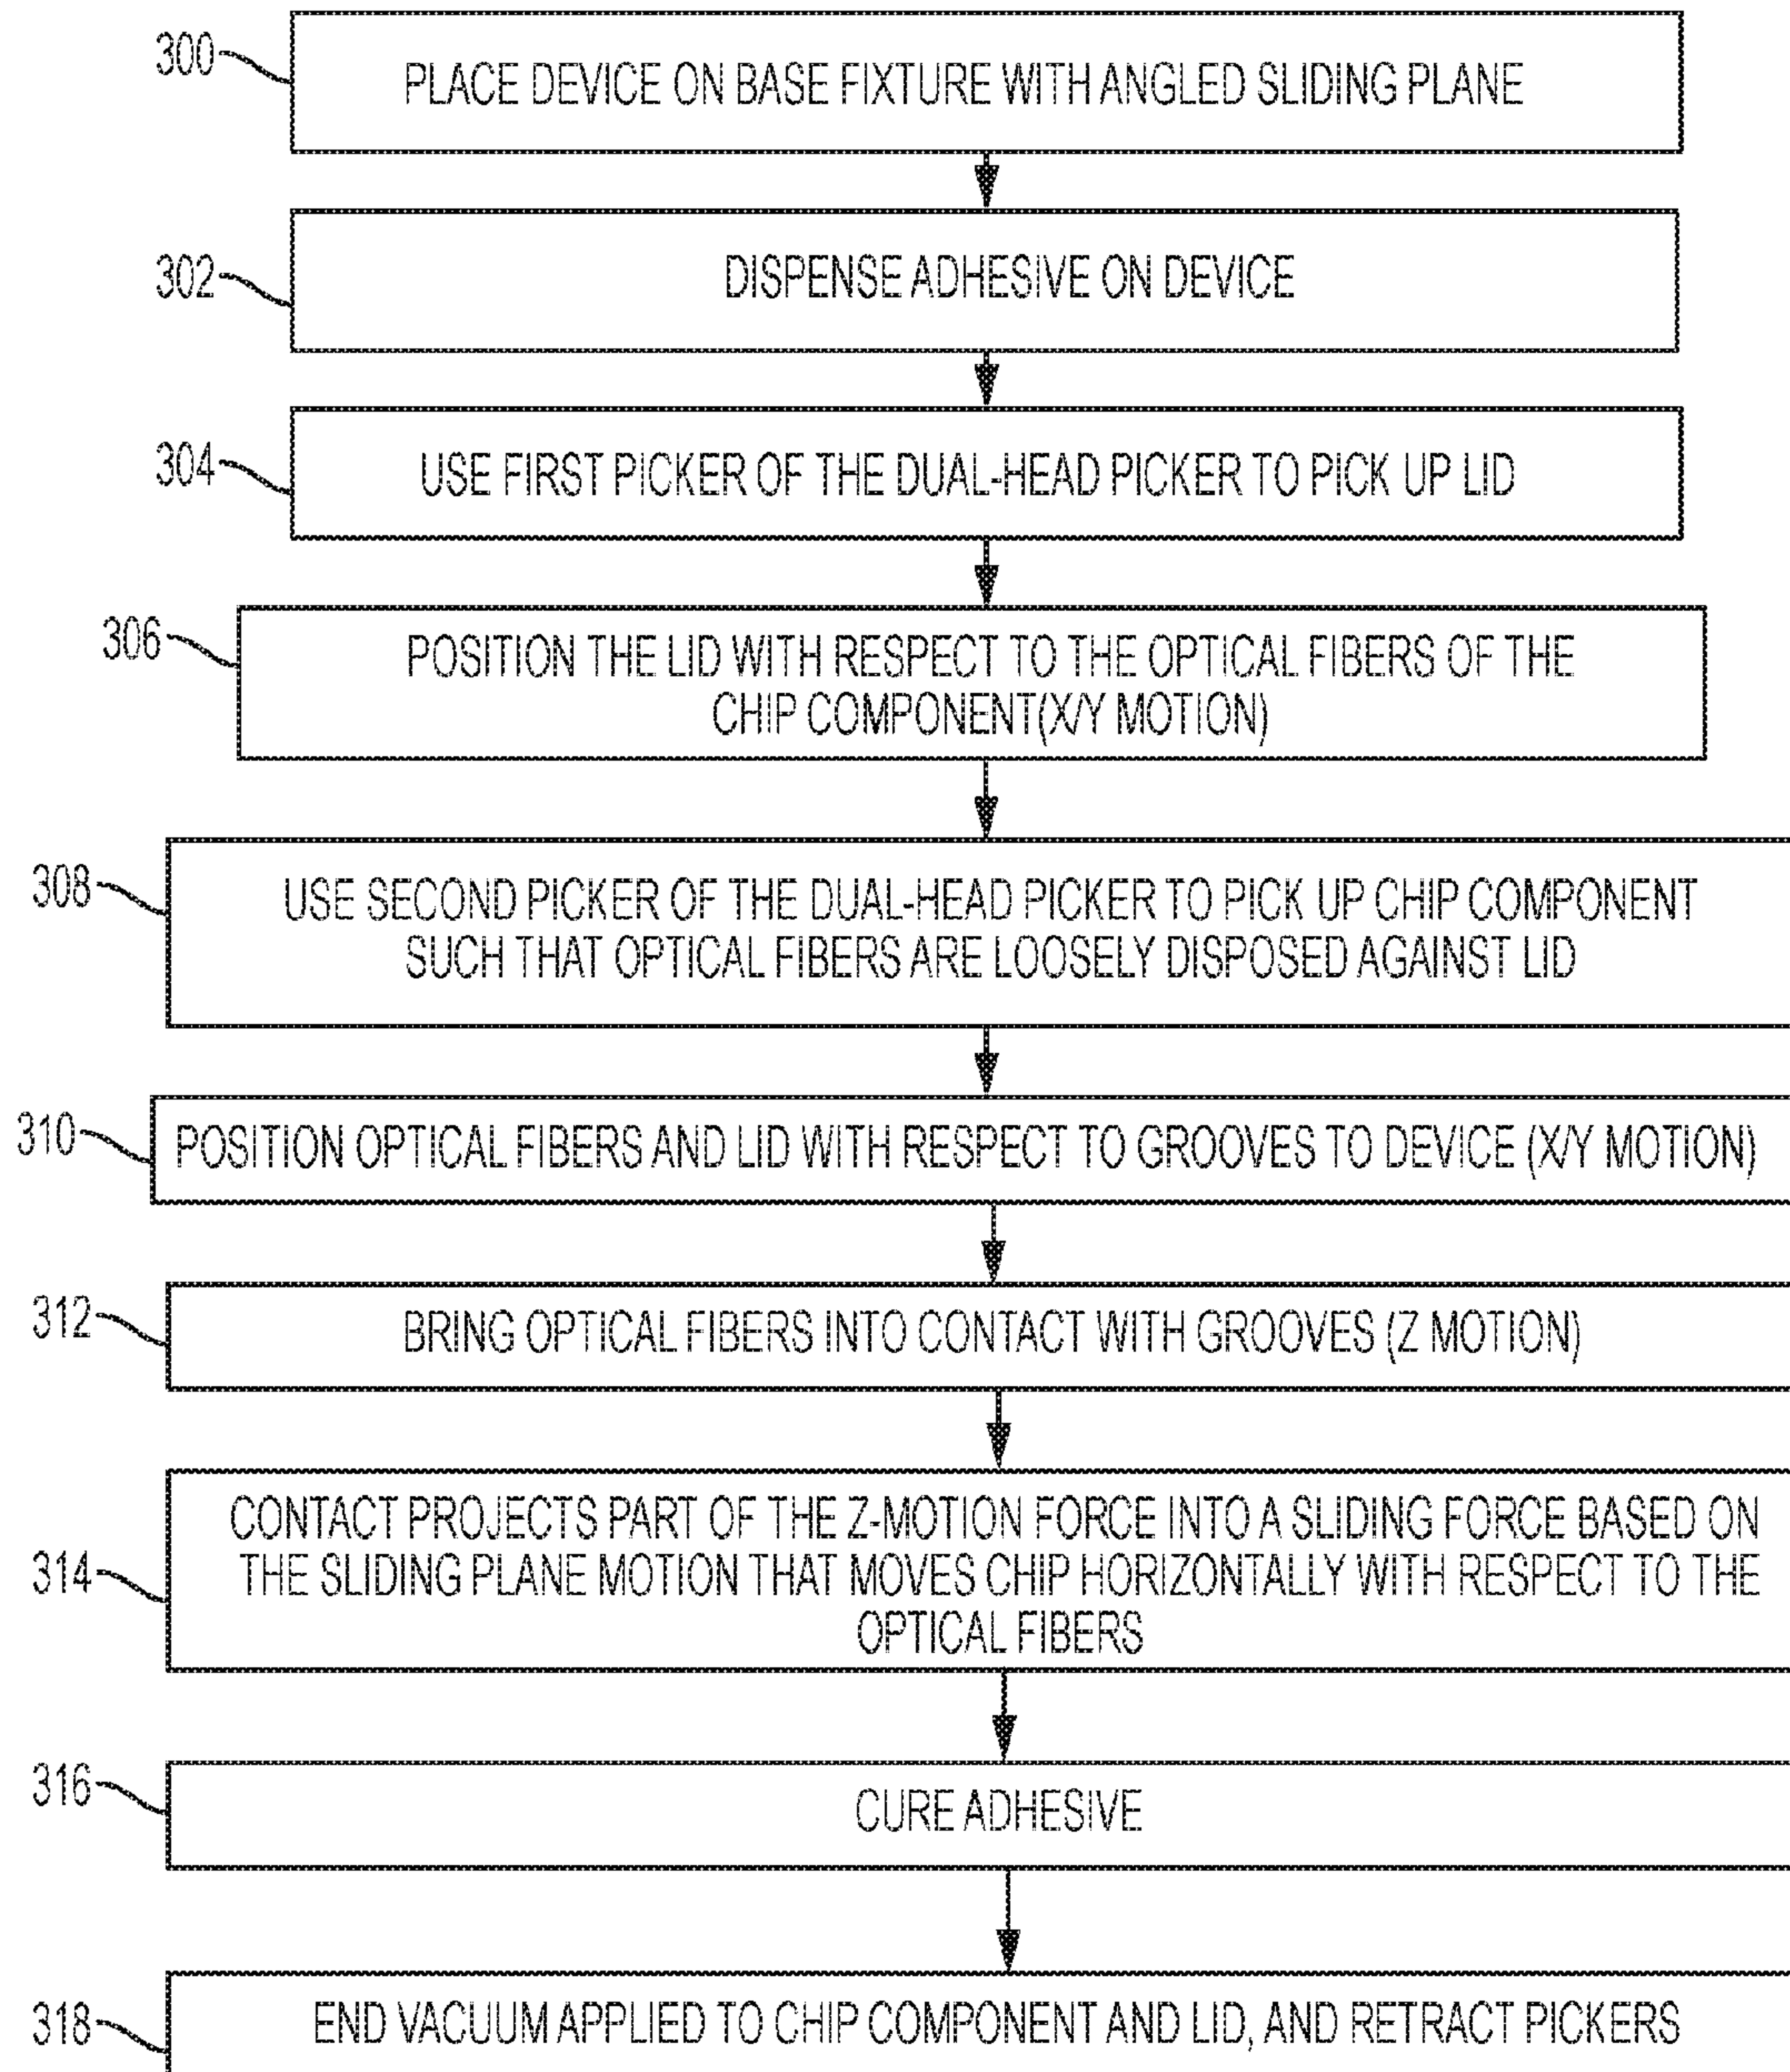 300
PLACE DEVICE ON BASE FIXTURE WITH ANGLED SLIDING PLANE
302
DISPENSE ADHESIVE ON DEVICE
304
USE FIRST PICKER OF THE DUAL-HEAD PICKER TO PICK UP LID
306
POSITION THE LID WITH RESPECT TO THE OPTICAL FIBERS OF THE
CHIP COMPONENT(X/Y MOTION)
308
USE SECOND PICKER OF THE DUAL-HEAD PICKER TO PICK UP CHIP COMPONENT
SUCH THAT OPTICAL FIBERS ARE LOOSELY DISPOSED AGAINST LID
310
POSITION OPTICAL FIBERS AND LID WITH RESPECT TO GROOVES TO DEVICE (X/Y MOTION)
312
BRING OPTICAL FIBERS INTO CONTACT WITH GROOVES (Z MOTION)
314
CONTACT PROJECTS PART OF THE Z-MOTION FORCE INTO A SLIDING FORCE BASED ON
THE SLIDING PLANE MOTION THAT MOVES CHIP HORIZONTALLY WITH RESPECT TO THE
OPTICAL FIBERS
316
CURE ADHESIVE
318
END VACUUM APPLIED TO CHIP COMPONENT AND LID, AND RETRACT PICKERS